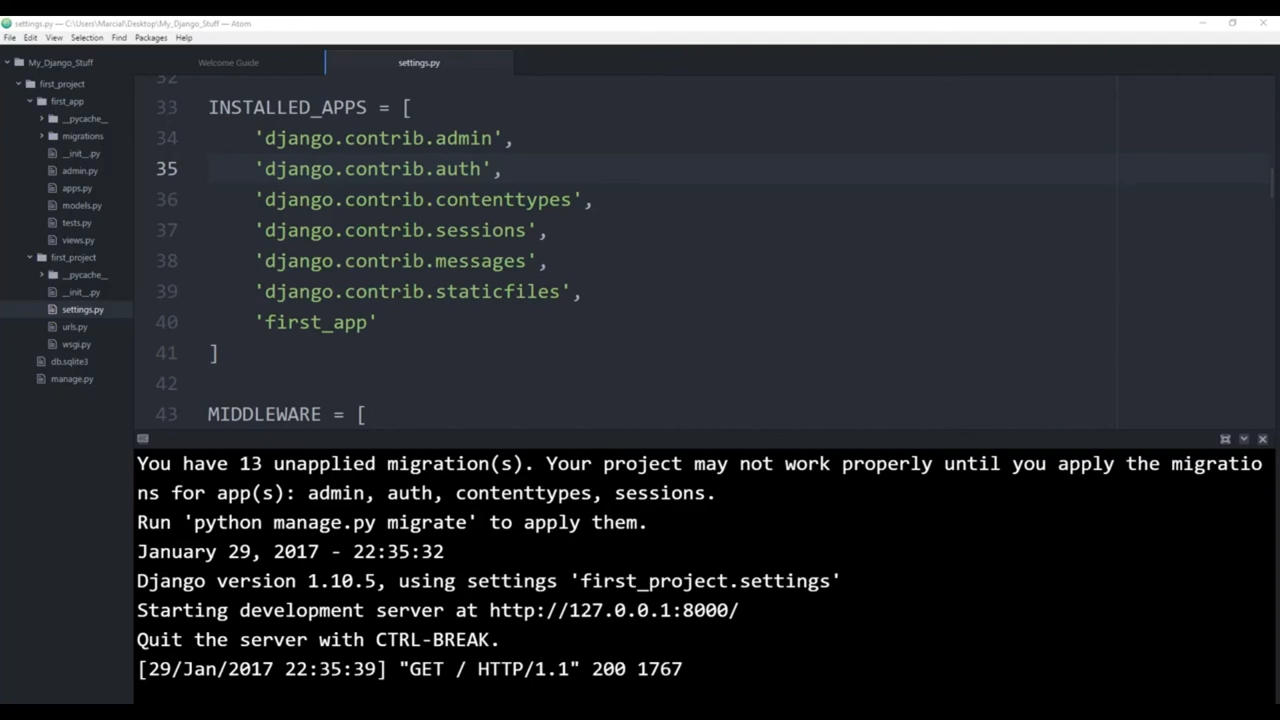 settings.py — C:\Users\Marcial\Desktop\My_Django_Stuff — Atom
File Edit View Selection Find Packages Help
My_Django_Stuff
first_project
first_app
__pycache__
migrations
__init__.py
admin.py
apps.py
models.py
tests.py
views.py
first_project
__pycache__
__init__.py
settings.py
urls.py
wsgi.py
db.sqlite3
manage.py
Welcome Guide
settings.py
32
33 INSTALLED_APPS = [
34 'django.contrib.admin',
35 'django.contrib.auth',
36 'django.contrib.contenttypes',
37 'django.contrib.sessions',
38 'django.contrib.messages',
39 'django.contrib.staticfiles',
40 'first_app'
41 ]
42
43 MIDDLEWARE = [
You have 13 unapplied migration(s). Your project may not work properly until you apply the migratio
ns for app(s): admin, auth, contenttypes, sessions.
Run 'python manage.py migrate' to apply them.
January 29, 2017 - 22:35:32
Django version 1.10.5, using settings 'first_project.settings'
Starting development server at http://127.0.0.1:8000/
Quit the server with CTRL-BREAK.
[29/Jan/2017 22:35:39] "GET / HTTP/1.1" 200 1767